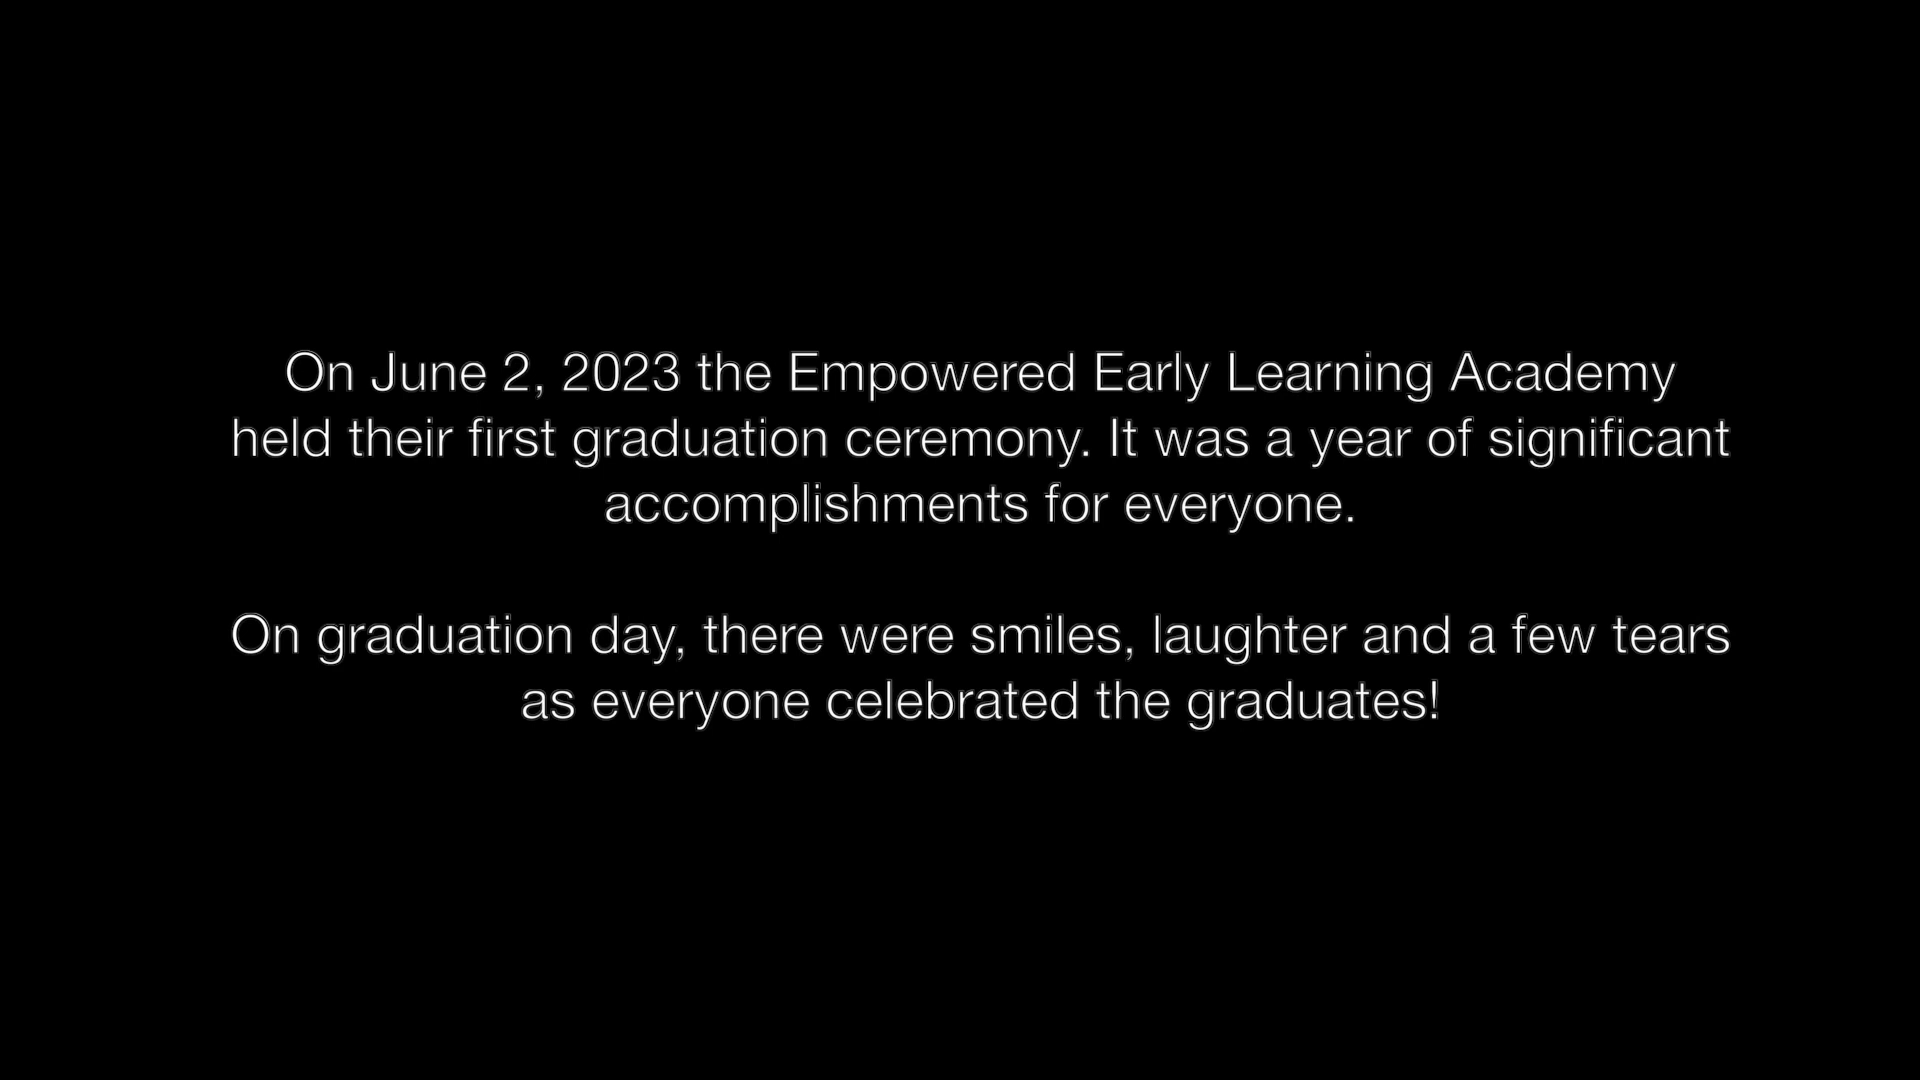 On June 2, 2023 the Empowered Early Learning Academy
held their first graduation ceremony. It was a year of significant
accomplishments for everyone.
On graduation day, there were smiles, laughter and a few tears
as everyone celebrated the graduates!